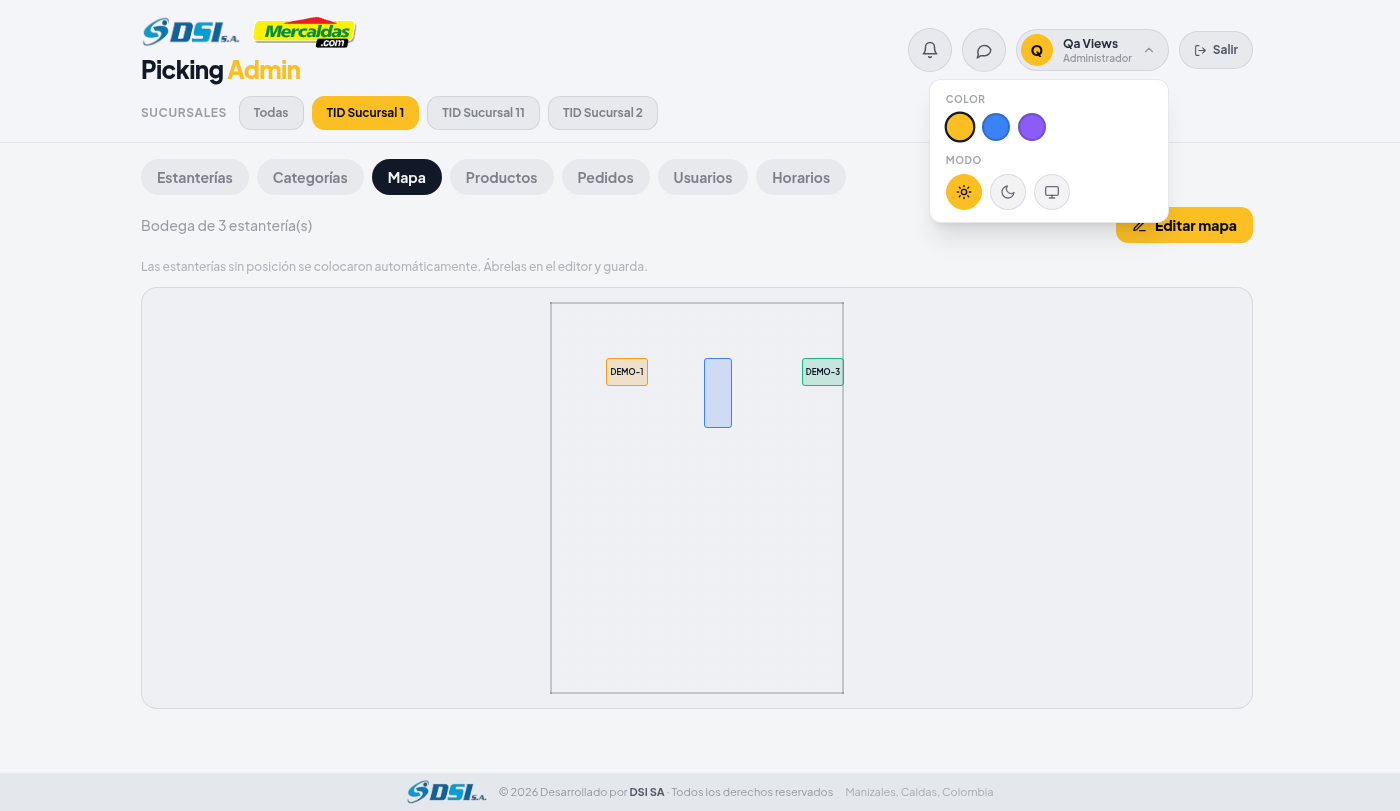 DSI S.A. Mercaldas .com
Picking Admin
Q Qa Views
Administrador
Salir
COLOR
MODO
SUCURSALES Todas TID Sucursal 1 TID Sucursal 11 TID Sucursal 2
Estanterías Categorías Mapa Productos Pedidos Usuarios Horarios
Bodega de 3 estantería(s)
Editar mapa
Las estanterías sin posición se colocaron automáticamente. Ábrelas en el editor y guarda.
DEMO-1 DEMO-3
DSI S.A. © 2026 Desarrollado por DSI SA · Todos los derechos reservados Manizales, Caldas, Colombia